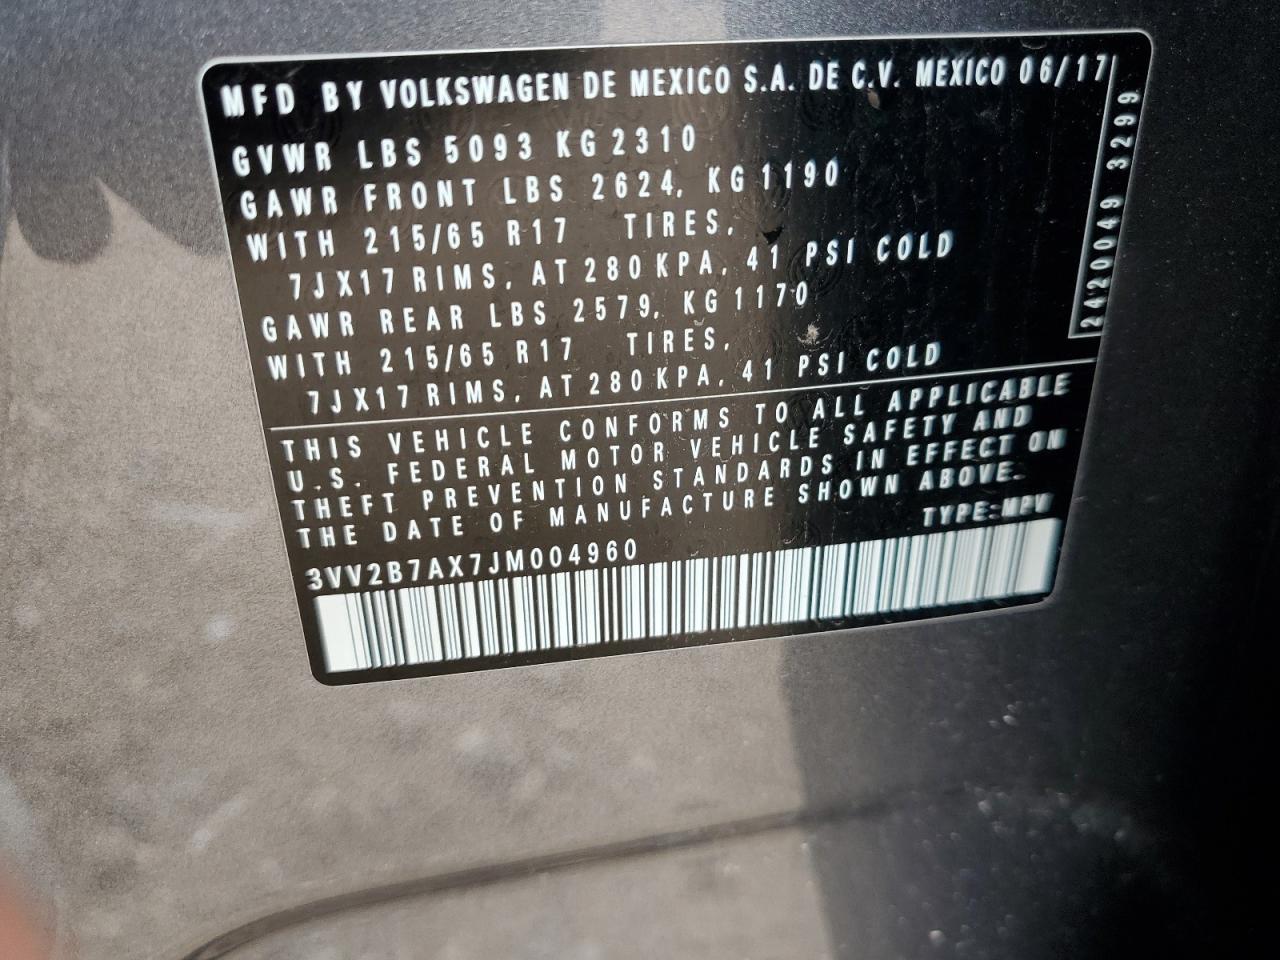 MFD BY VOLKSWAGEN DE MEXICO S.A. DE C.V. MEXICO 06/17
GVWR LBS 5093 KG 2310
GAWR FRONT LBS 2624, KG 1190
WITH 215/65 R17 TIRES,
7JX17 RIMS, AT 280 KPA, 41 PSI COLD
GAWR REAR LBS 2579, KG 1170
WITH 215/65 R17 TIRES,
7JX17 RIMS, AT 280 KPA, 41 PSI COLD
2420049 3299
THIS VEHICLE CONFORMS TO ALL APPLICABLE
U.S. FEDERAL MOTOR VEHICLE SAFETY AND
THEFT PREVENTION STANDARDS IN EFFECT ON
THE DATE OF MANUFACTURE SHOWN ABOVE.
TYPE: MPV
3VV2B7AX7JM004960